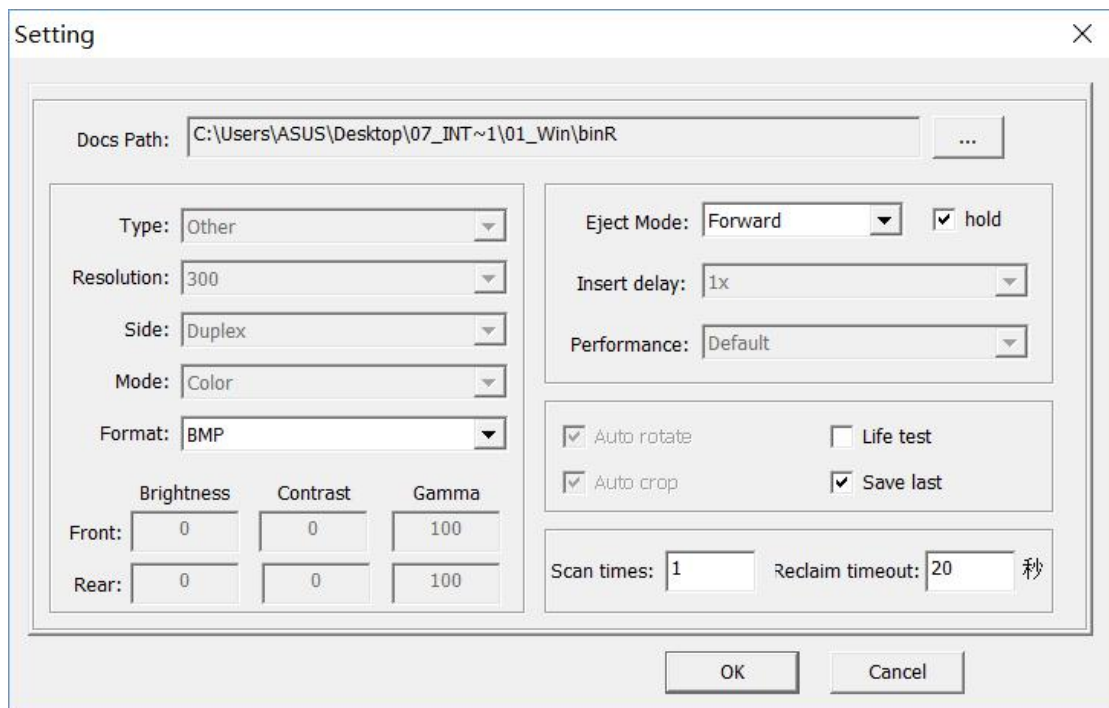 Setting
Docs Path: C:\Users\ASUS\Desktop\07_INT~1\01_Win\binR ...
Type: Other
Resolution: 300
Side: Duplex
Mode: Color
Format: BMP
Brightness Contrast Gamma
Front: 0 0 100
Rear: 0 0 100
Eject Mode: Forward hold
Insert delay: 1x
Performance: Default
Auto rotate Life test
Auto crop Save last
Scan times: 1 Reclaim timeout: 20 秒
OK Cancel